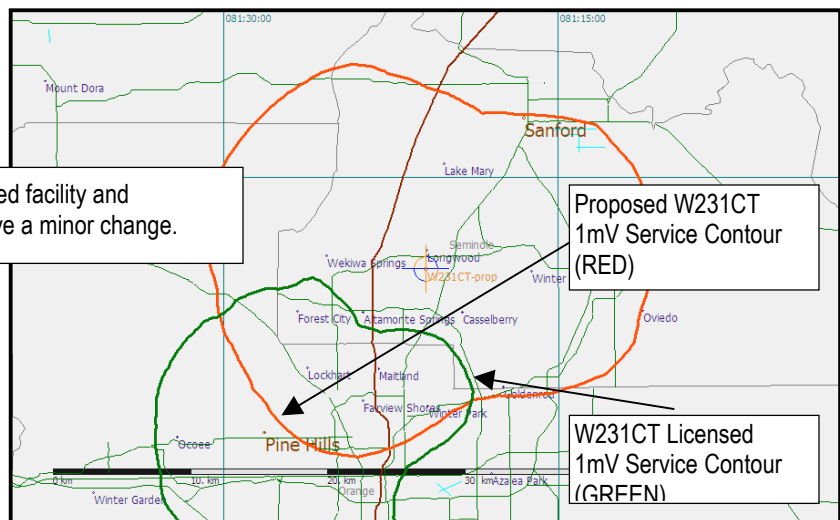 081:30:00
081:15:00
Mount Dora
Sanford
Lake Mary
ed facility and
ve a minor change.
Proposed W231CT
1mV Service Contour
(RED)
Seminole
Longwood
Wekiwa Springs
W231CT-prop
Winter
Forest City
Altamonte Springs
Casselberry
Oviedo
Lockhart
Maitland
Goldenrod
Fairview Shores
Winter Park
Ocoee
Pine Hills
W231CT Licensed
1mV Service Contour
(GREEN)
0 km
10. km
20. km
30 km
Azalea Park
Orange
Winter Garden